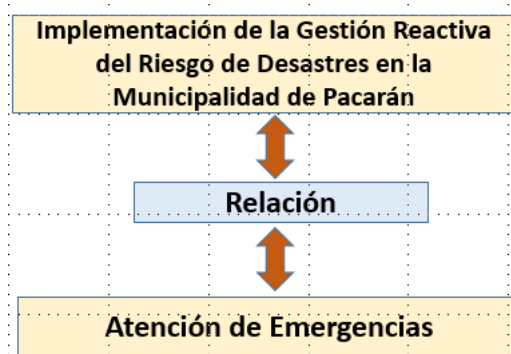 Implementación de la Gestión Reactiva
del Riesgo de Desastres en la
Municipalidad de Pacarán
Relación
Atención de Emergencias